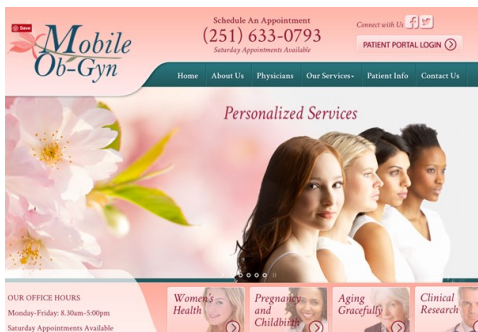 Save
Mobile
Ob-Gyn
Schedule An Appointment
(251) 633-0793
Saturday Appointments Available
Connect with Us
PATIENT PORTAL LOGIN
Home
About Us
Physicians
Our Services
Patient Info
Contact Us
Personalized Services
OUR OFFICE HOURS
Monday-Friday: 8.30am-5:00pm
Saturday Appointments Available
Women's
Health
Pregnancy
and
Childbirth
Aging
Gracefully
Clinical
Research